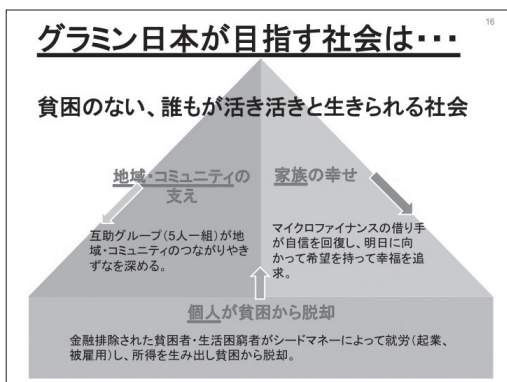 16
グラミン日本が目指す社会は・・・
貧困のない、誰もが活き活きと生きられる社会
地域・コミュニティの
支え
家族の幸せ
互助グループ(5人一組)が地
域・コミュニティのつながりやき
ずなを深める。
マイクロファイナンスの借り手
が自信を回復し、明日に向
かって希望を持って幸福を追
求。
個人が貧困から脱却
金融排除された貧困者・生活困窮者がシードマネーによって就労(起業、
被雇用)し、所得を生み出し貧困から脱却。